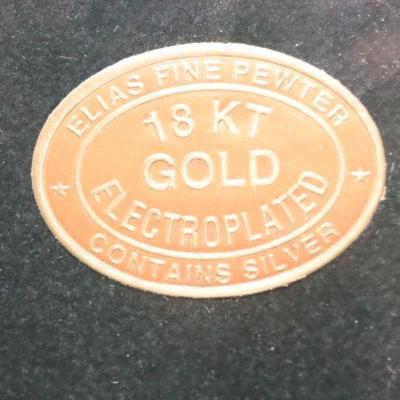 ELIAS FINE PEWTER
18 KT
GOLD
ELECTROPLATED
CONTAINS SILVER